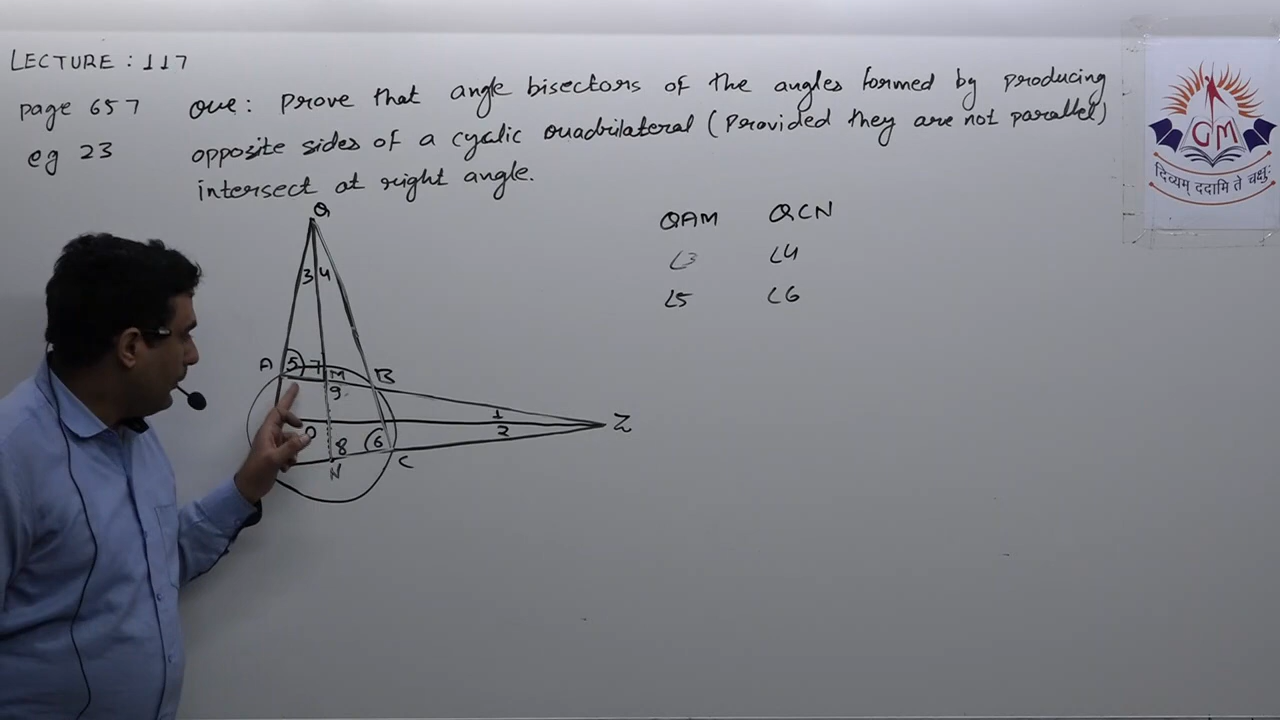 LECTURE : 117
page 657 Que: Prove that angle bisectors of the angles formed by producing
eg 23 opposite sides of a cyclic quadrilateral (Provided they are not parallel)
intersect at right angle.
QAM QCN
∠3 ∠4
∠5 ∠6
Q
3 4
A 5 7 M B
9
1
Z
2
8 6
N C
GM
दिव्यम् ददामि ते चक्षुः